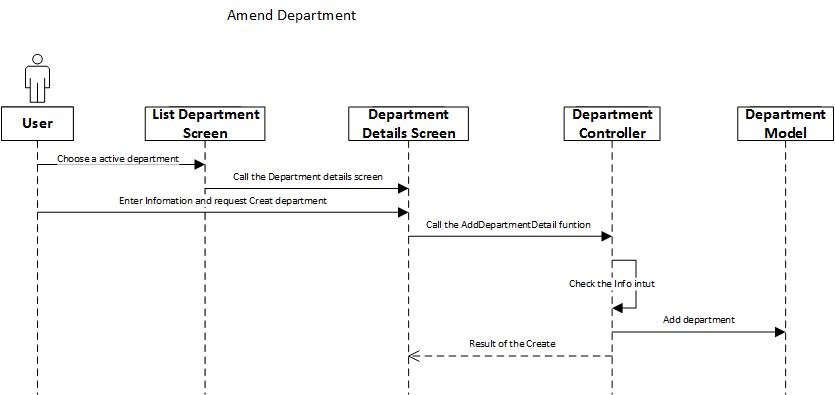 Amend Department
User
List Department
Screen
Department
Details Screen
Department
Controller
Department
Model
Choose a active department
Call the Department details screen
Enter Infomation and request Creat department
Call the AddDepartmentDetail funtion
Check the Info intut
Add department
Result of the Create